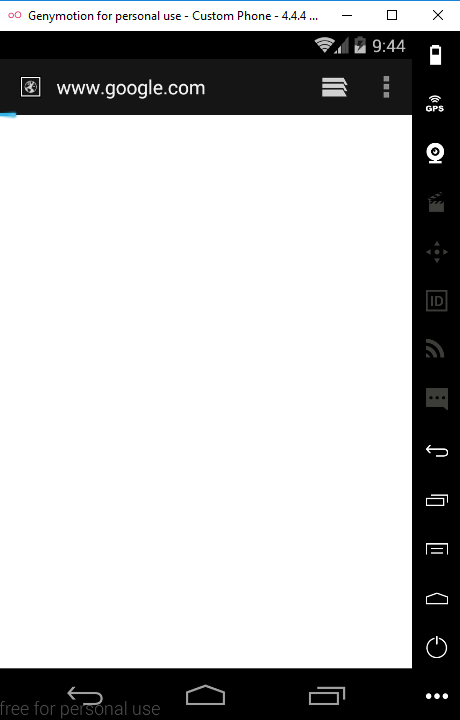 Genymotion for personal use - Custom Phone - 4.4.4 ...
9:44
www.google.com
GPS
ID
free for personal use